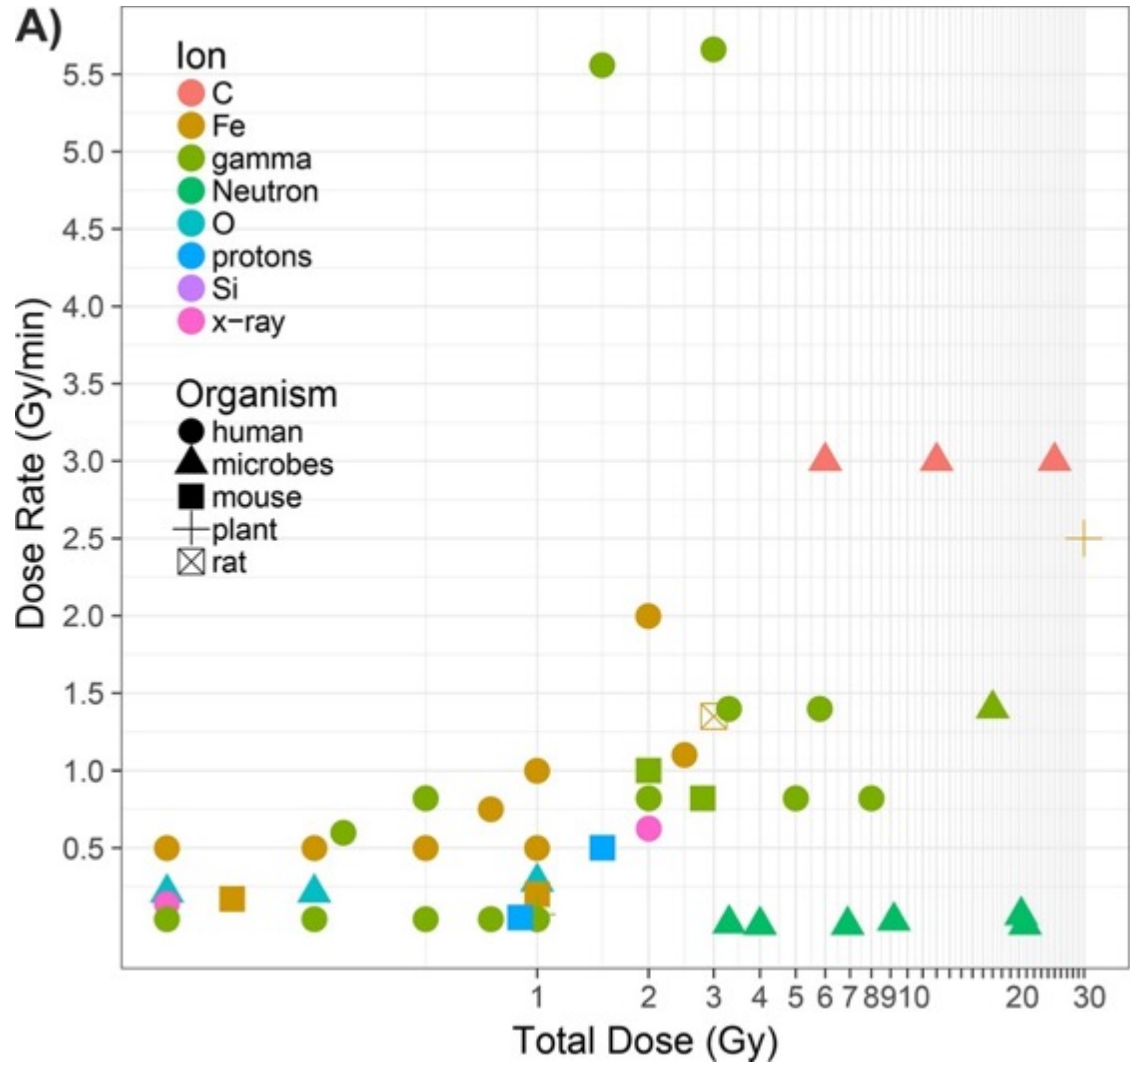 A)
Ion
C
Fe
gamma
Neutron
O
protons
Si
x−ray
Organism
human
microbes
mouse
plant
rat
Dose Rate (Gy/min)
5.5
5.0
4.5
4.0
3.5
3.0
2.5
2.0
1.5
1.0
0.5
1 2 3 4 5 6 7 8 9 10 20 30
Total Dose (Gy)